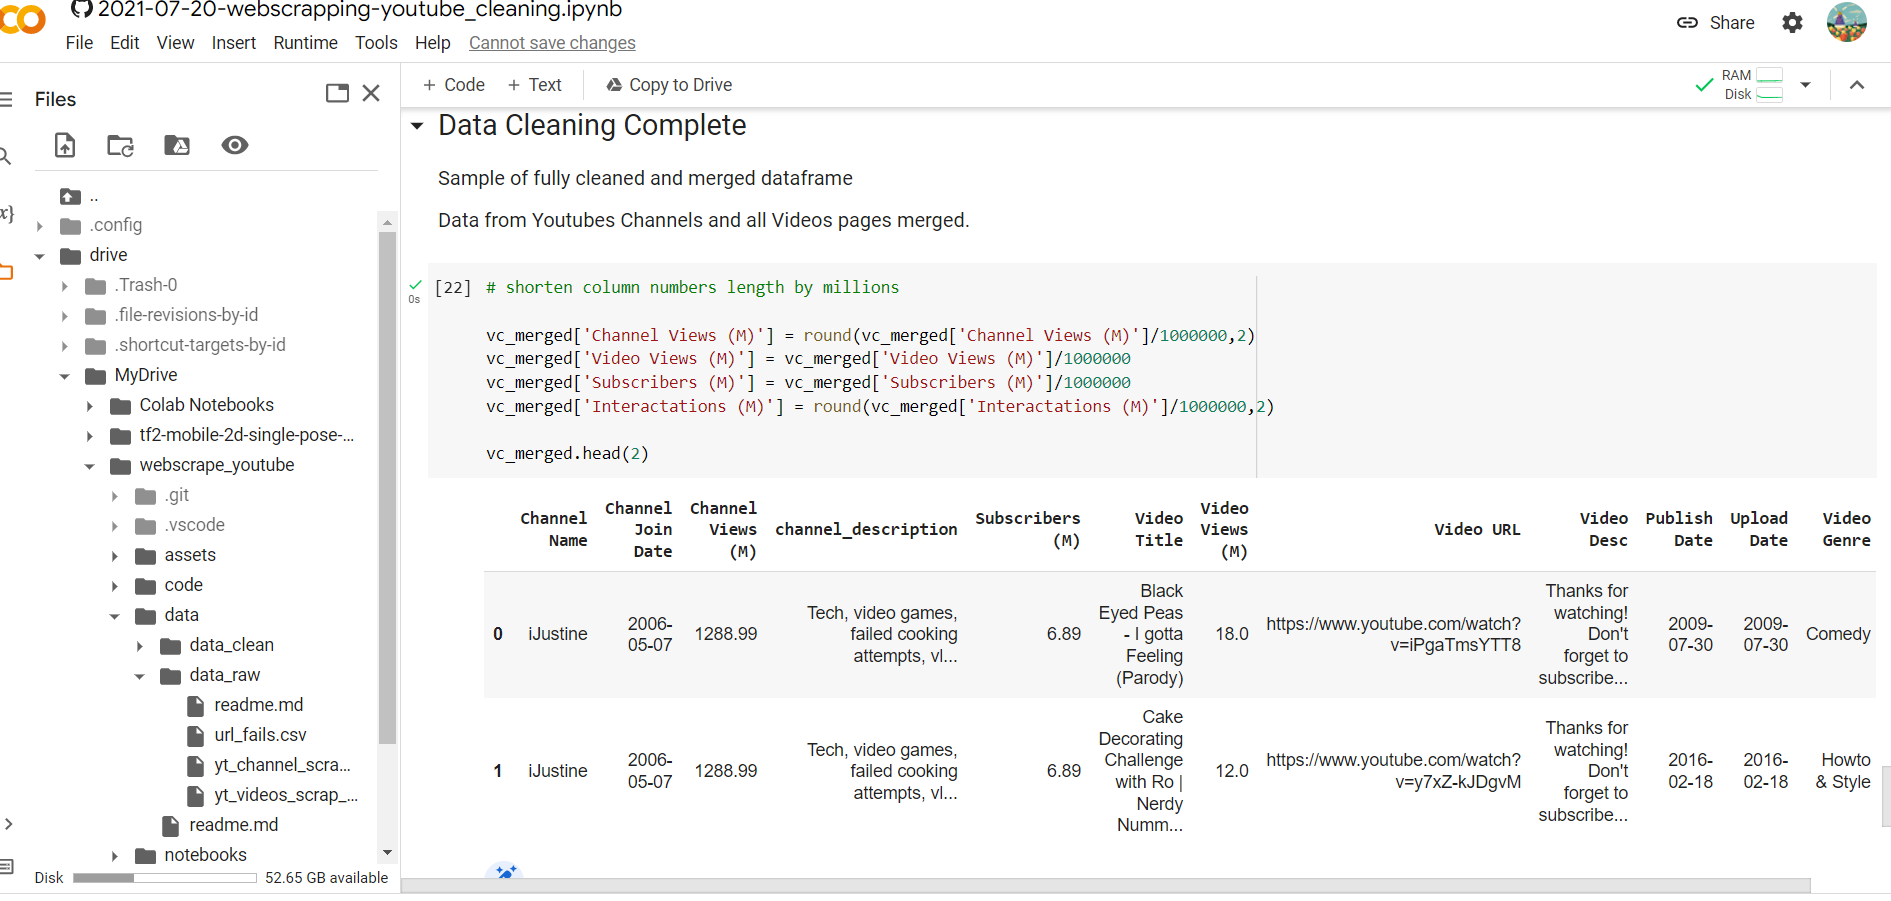 2021-07-20-webscrapping-youtube_cleaning.ipynb
File Edit View Insert Runtime Tools Help Cannot save changes
Share
Files
+ Code + Text Copy to Drive
RAM
Disk
..
.config
drive
.Trash-0
.file-revisions-by-id
.shortcut-targets-by-id
MyDrive
Colab Notebooks
tf2-mobile-2d-single-pose-...
webscrape_youtube
.git
.vscode
assets
code
data
data_clean
data_raw
readme.md
url_fails.csv
yt_channel_scra...
yt_videos_scrap_...
readme.md
notebooks
Disk 52.65 GB available
Data Cleaning Complete
Sample of fully cleaned and merged dataframe
Data from Youtubes Channels and all Videos pages merged.
0s
[22] # shorten column numbers length by millions
vc_merged['Channel Views (M)'] = round(vc_merged['Channel Views (M)']/1000000,2)
vc_merged['Video Views (M)'] = vc_merged['Video Views (M)']/1000000
vc_merged['Subscribers (M)'] = vc_merged['Subscribers (M)']/1000000
vc_merged['Interactations (M)'] = round(vc_merged['Interactations (M)']/1000000,2)
vc_merged.head(2)
Channel Name
Channel Join Date
Channel Views (M)
channel_description
Subscribers (M)
Video Title
Video Views (M)
Video URL
Video Desc
Publish Date
Upload Date
Video Genre
0
iJustine
2006-
05-07
1288.99
Tech, video games,
failed cooking
attempts, vl...
6.89
Black
Eyed Peas
- I gotta
Feeling
(Parody)
18.0
https://www.youtube.com/watch?
v=iPgaTmsYTT8
Thanks for
watching!
Don't
forget to
subscribe...
2009-
07-30
2009-
07-30
Comedy
1
iJustine
2006-
05-07
1288.99
Tech, video games,
failed cooking
attempts, vl...
6.89
Cake
Decorating
Challenge
with Ro |
Nerdy
Numm...
12.0
https://www.youtube.com/watch?
v=y7xZ-kJDgvM
Thanks for
watching!
Don't
forget to
subscribe...
2016-
02-18
2016-
02-18
Howto
& Style